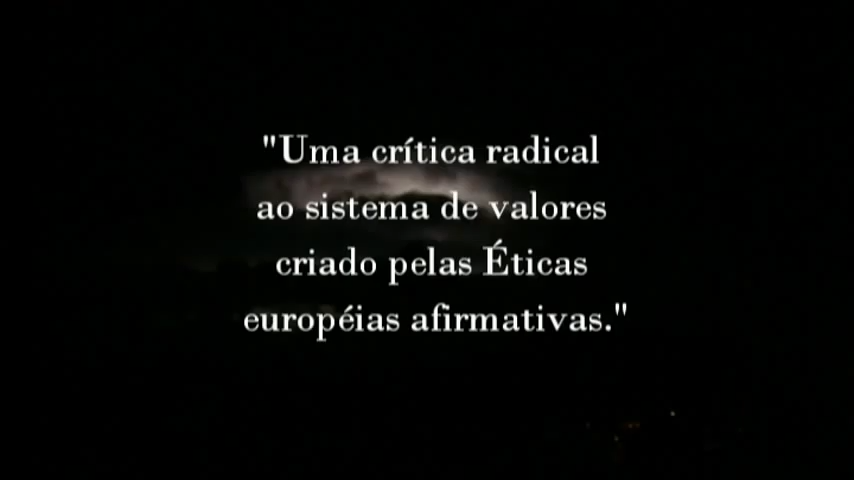 "Uma crítica radical
ao sistema de valores
criado pelas Éticas
européias afirmativas."